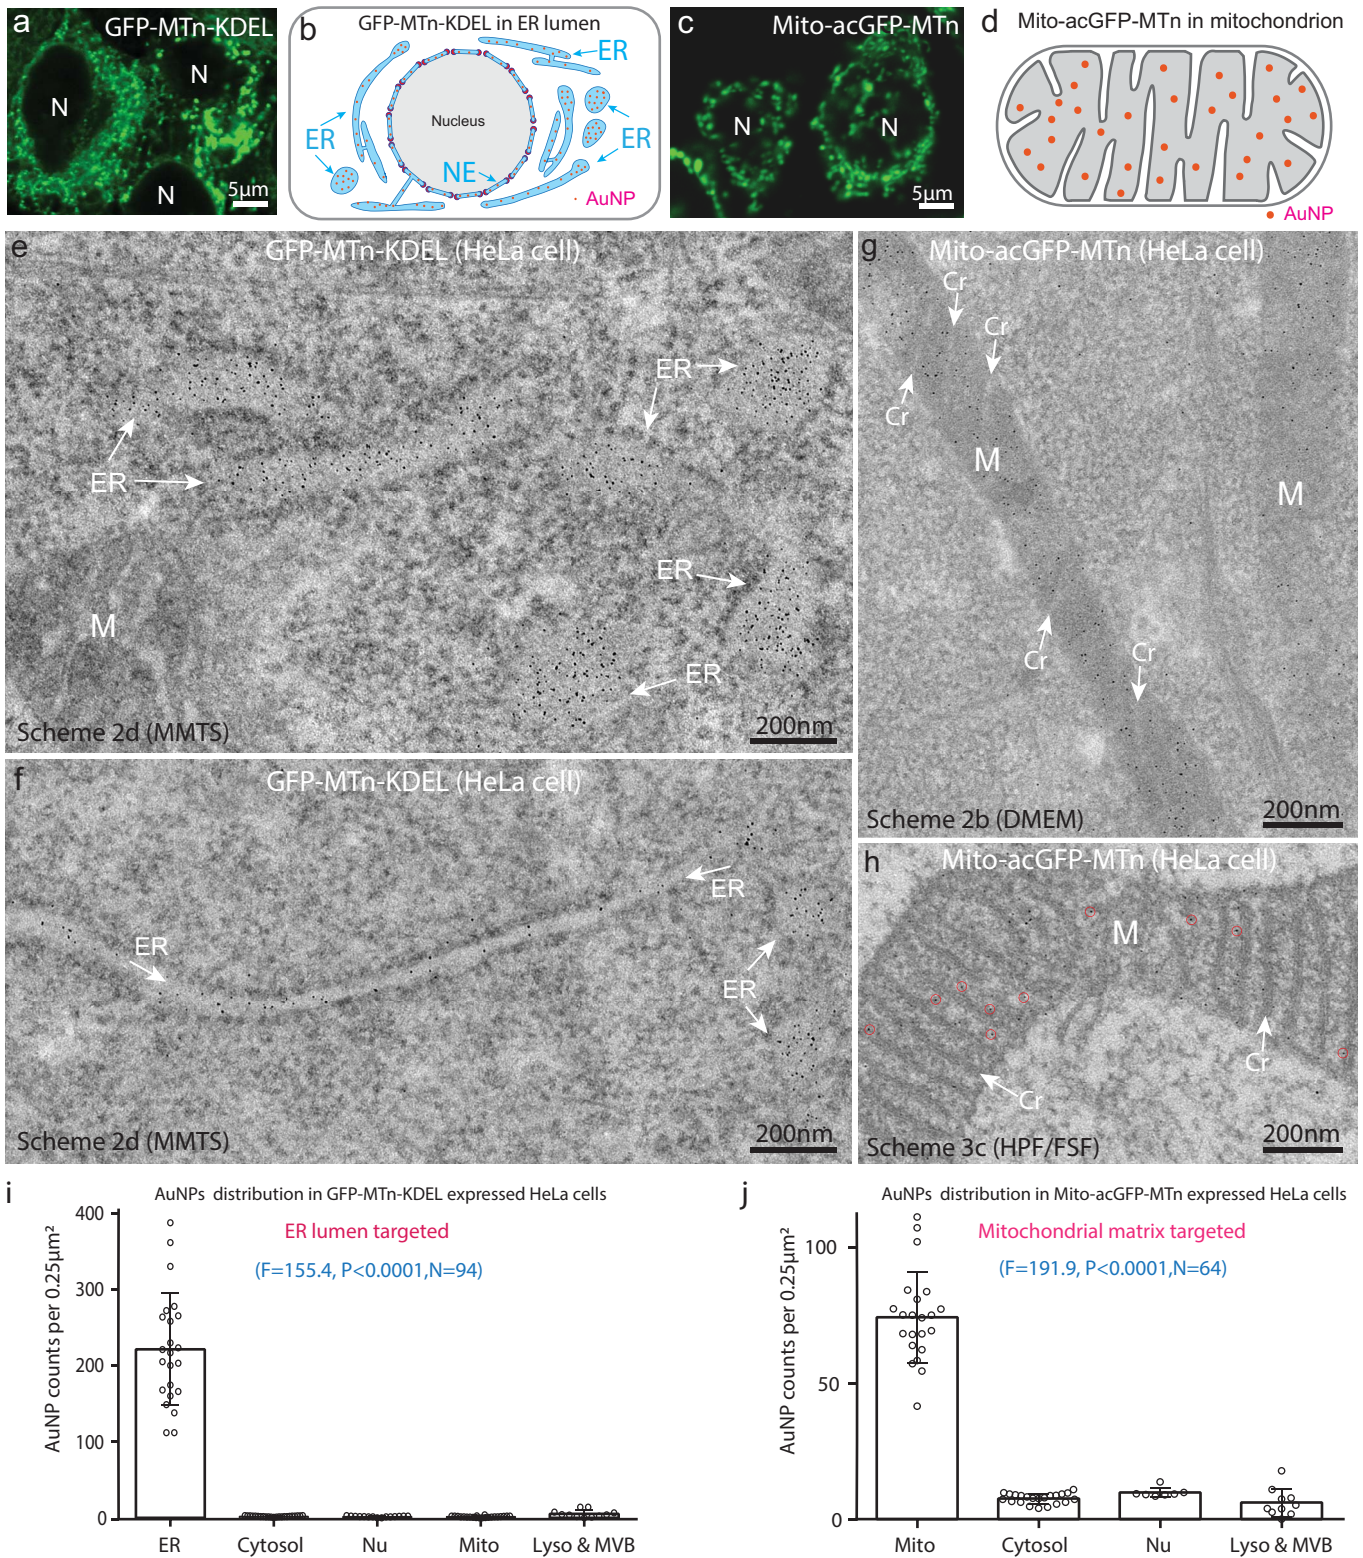 a
GFP-MTn-KDEL
N
N
N
5µm
b
GFP-MTn-KDEL in ER lumen
ER
ER
ER
Nucleus
NE
AuNP
c
Mito-acGFP-MTn
N
N
5µm
d
Mito-acGFP-MTn in mitochondrion
AuNP
e
GFP-MTn-KDEL (HeLa cell)
ER
ER
ER
ER
M
Scheme 2d (MMTS)
200nm
f
GFP-MTn-KDEL (HeLa cell)
ER
ER
ER
Scheme 2d (MMTS)
200nm
g
Mito-acGFP-MTn (HeLa cell)
Cr
Cr
Cr
M
M
Cr
Cr
Scheme 2b (DMEM)
200nm
h
Mito-acGFP-MTn (HeLa cell)
M
Cr
Cr
Scheme 3c (HPF/FSF)
200nm
i
AuNPs distribution in GFP-MTn-KDEL expressed HeLa cells
ER lumen targeted
(F=155.4, P<0.0001,N=94)
AuNP counts per 0.25µm²
400
300
200
100
0
ER Cytosol Nu Mito Lyso & MVB
j
AuNPs distribution in Mito-acGFP-MTn expressed HeLa cells
Mitochondrial matrix targeted
(F=191.9, P<0.0001,N=64)
AuNP counts per 0.25µm²
100
50
0
Mito Cytosol Nu Lyso & MVB